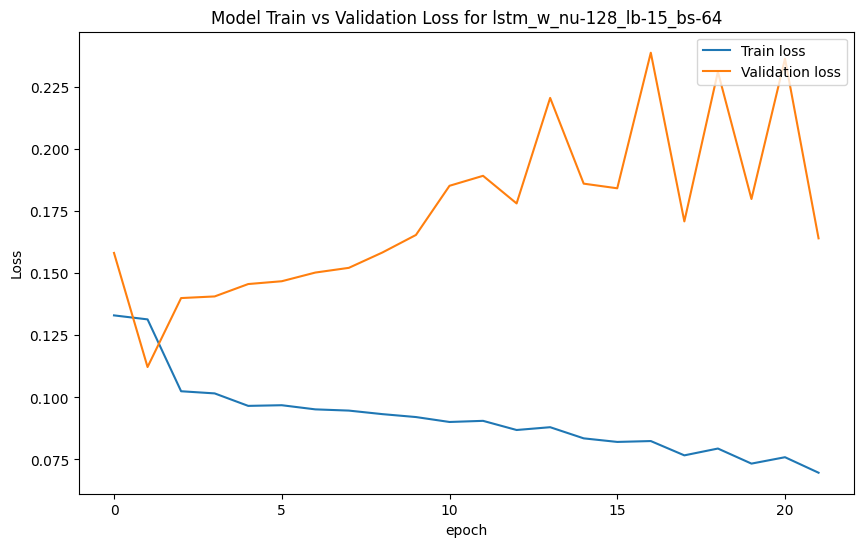 Model Train vs Validation Loss for lstm_w_nu-128_lb-15_bs-64
Train loss
Validation loss
0.225
0.200
0.175
0.150
0.125
0.100
0.075
Loss
0 5 10 15 20
epoch